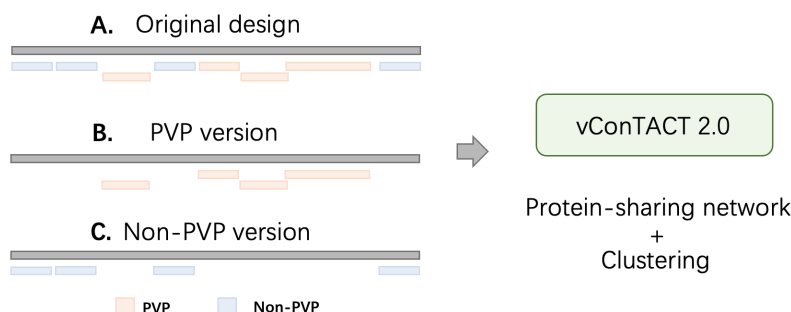 A. Original design
B. PVP version
C. Non-PVP version
PVP Non-PVP
vConTACT 2.0
Protein-sharing network
+
Clustering